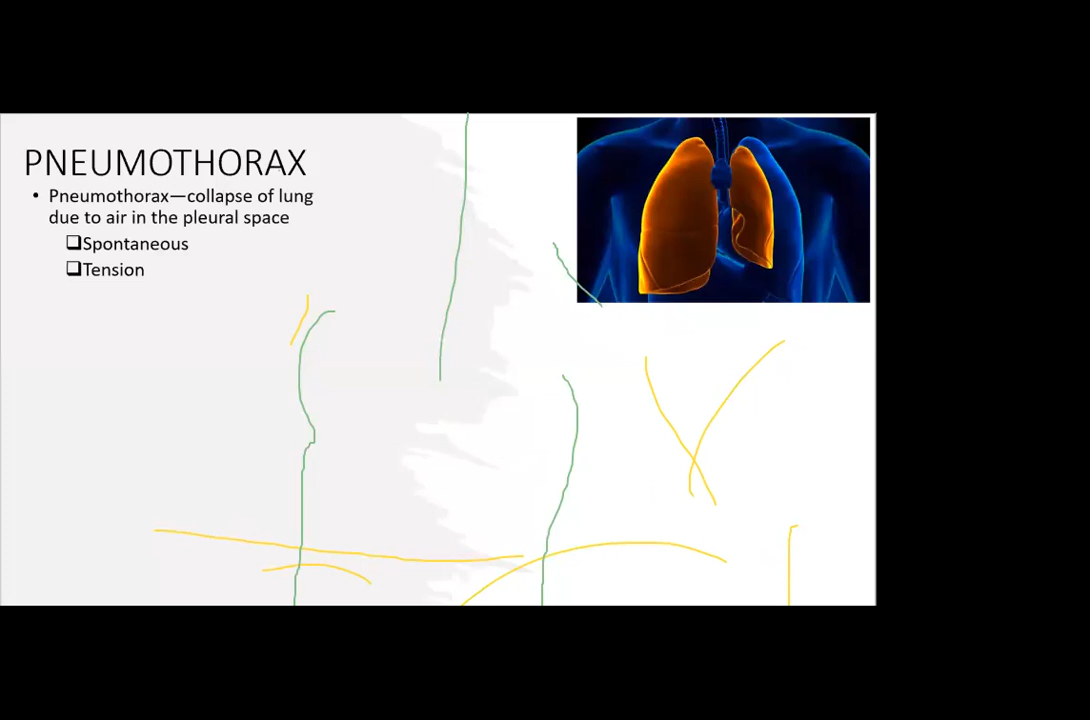 PNEUMOTHORAX
• Pneumothorax—collapse of lung
due to air in the pleural space
❑Spontaneous
❑Tension